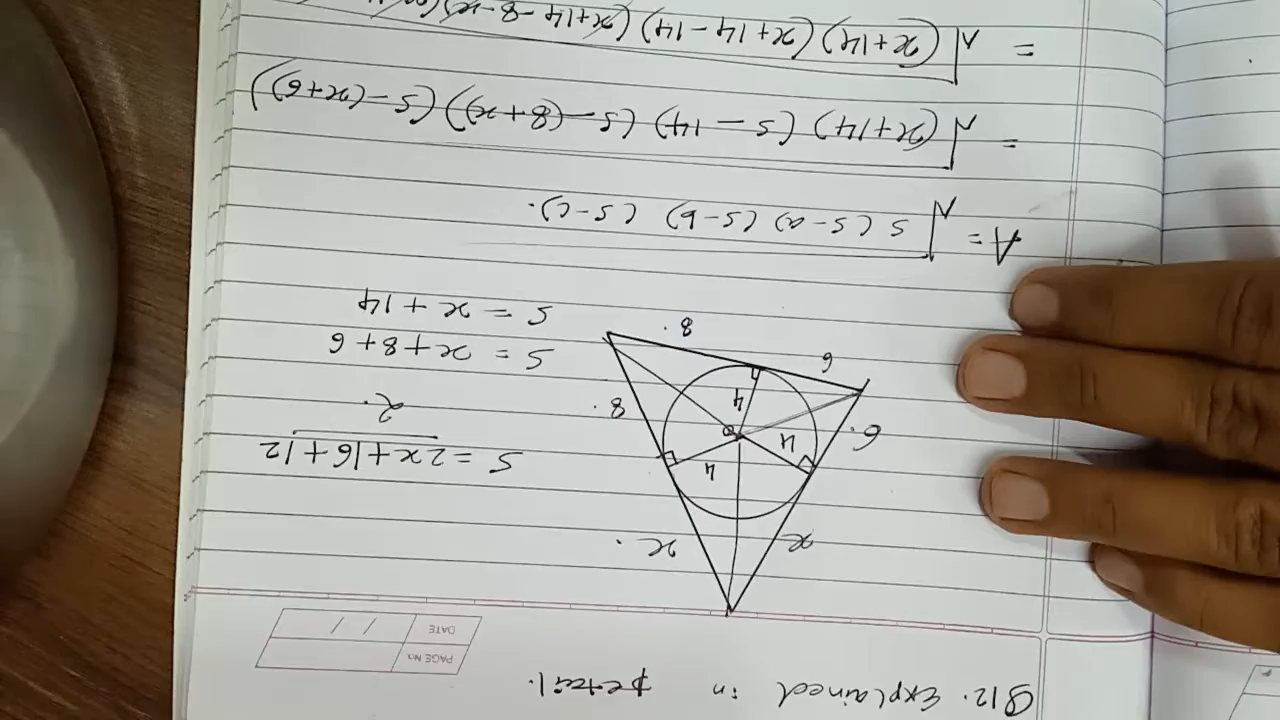 Q12. Explained in detail.
PAGE No.
DATE / /
x x.
S = 2x+16+12
2.
6. 8.
4 4
O
4
S = x+8+6
S = x+14
6 8.
A = √S(S-a)(S-b)(S-c).
= √(x+14)(S-14)(S-(8+x))(S-(x+6))
= √(x+14)(x+14-14)(x+14-8-x)